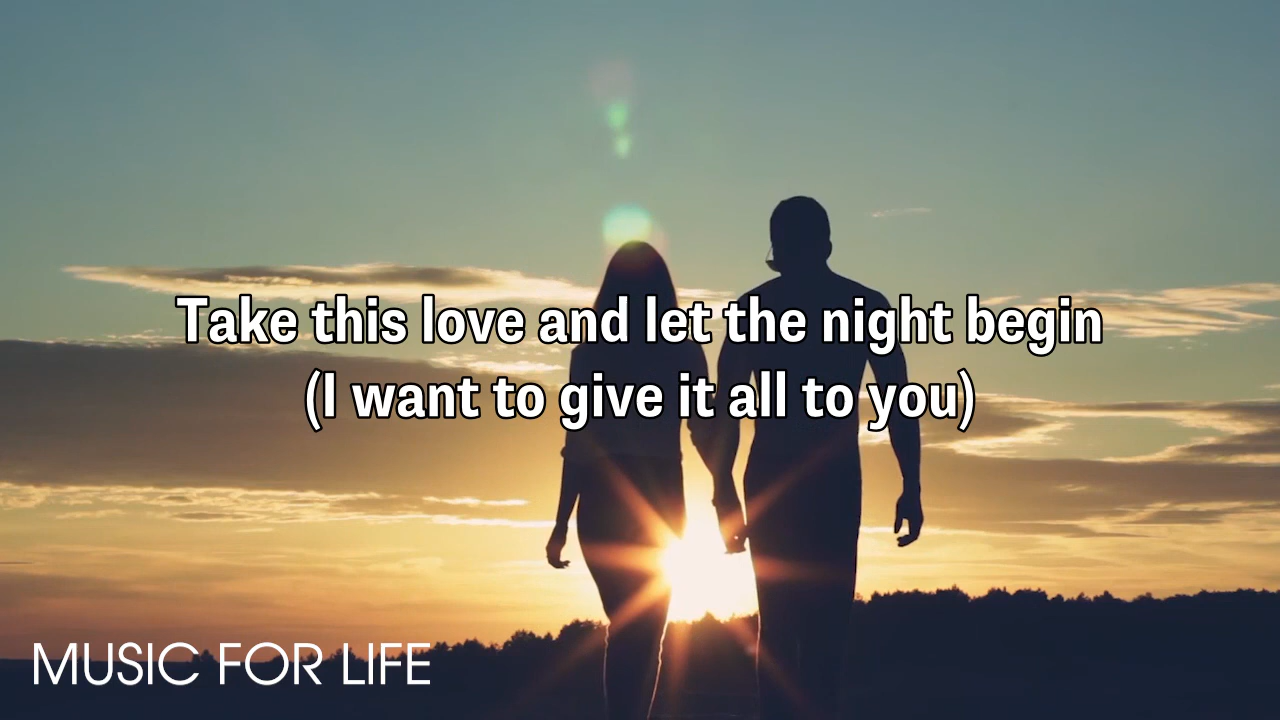 Take this love and let the night begin
(I want to give it all to you)
MUSIC FOR LIFE